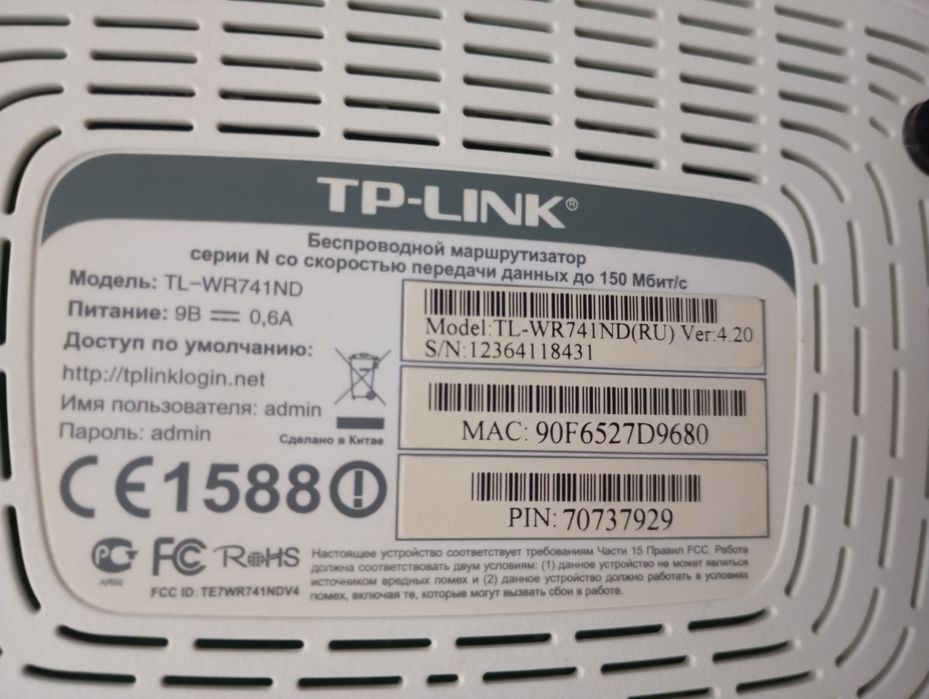 TP-LINK®
Беспроводной маршрутизатор
серии N со скоростью передачи данных до 150 Мбит/с
Модель: TL-WR741ND
Питание: 9В 0,6А
Доступ по умолчанию:
http://tplinklogin.net
Имя пользователя: admin
Пароль: admin
Сделано в Китае
Model:TL-WR741ND(RU) Ver:4.20
S/N:12364118431
MAC: 90F6527D9680
PIN: 70737929
CE1588
РСТ FC RoHS
FCC ID: TE7WR741NDV4
Настоящее устройство соответствует требованиям Части 15 Правил FCC. Работа
должна соответствовать двум условиям: (1) данное устройство не может являться
источником вредных помех и (2) данное устройство должно работать в условиях
помех, включая те, которые могут вызвать сбои в работе.